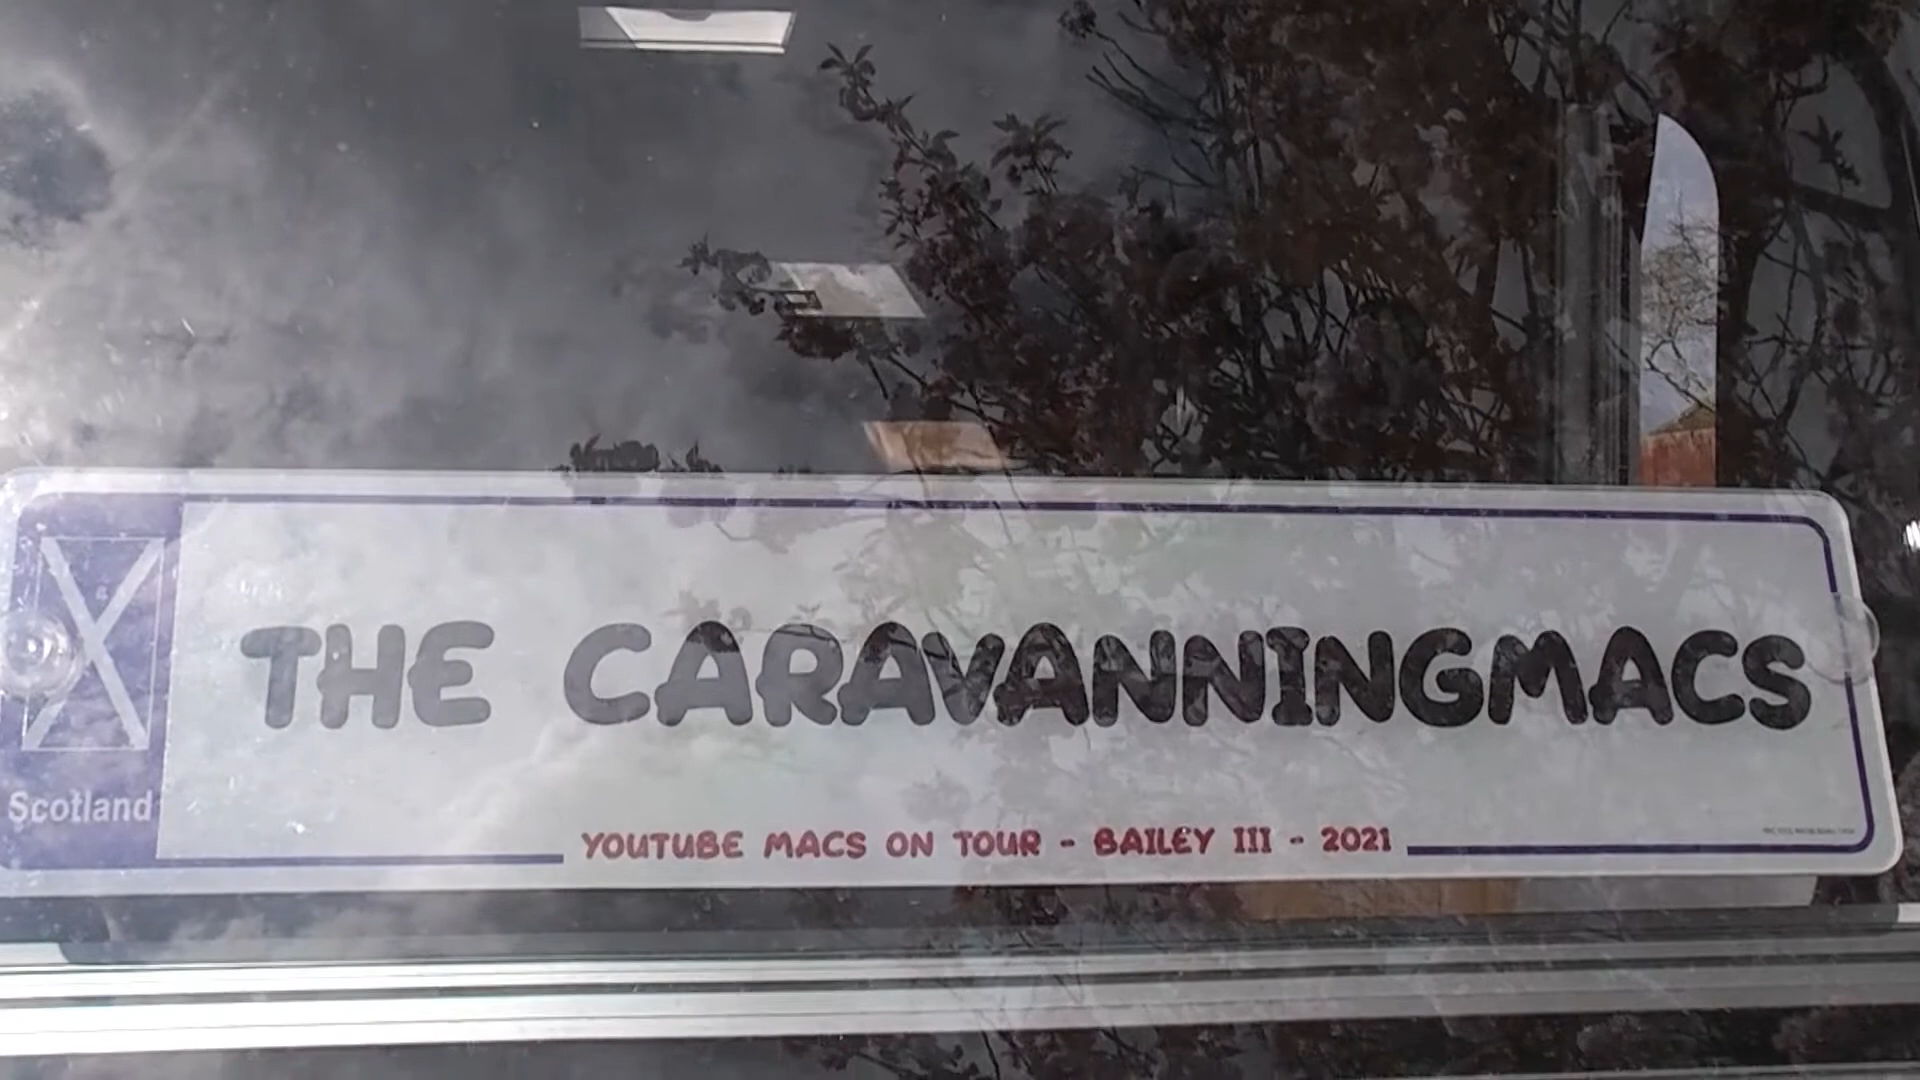 THE CARAVANNINGMACS
Scotland
YOUTUBE MACS ON TOUR - BAILEY III - 2021